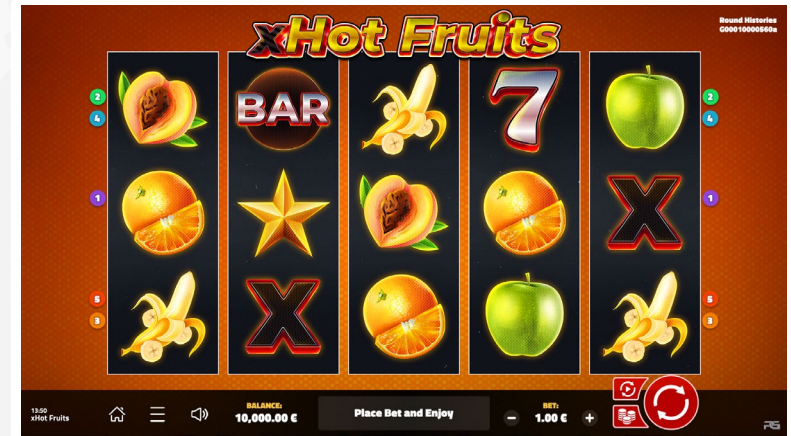 xHot Fruits
Round Histories
G00010000560a
2
4
BAR
7
2
4
1
X
1
5
3
X
5
3
13:50
xHot Fruits
BALANCE:
10,000.00 €
Place Bet and Enjoy
BET:
− 1.00 € +